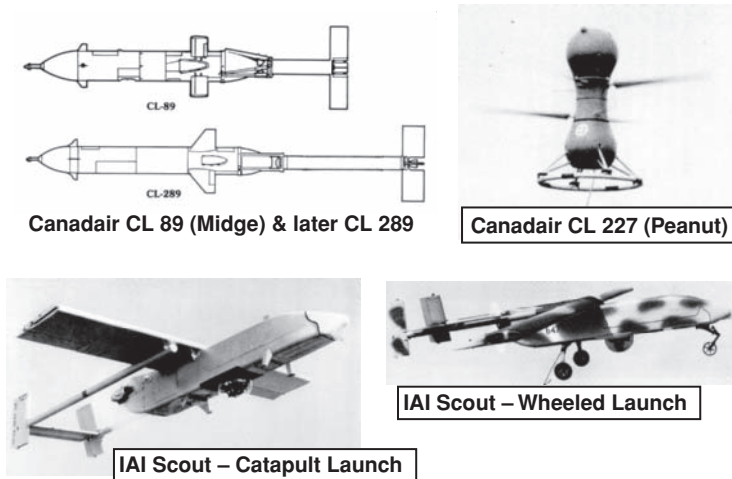 CL-89
CL-289
Canadair CL 89 (Midge) & later CL 289
Canadair CL 227 (Peanut)
IAI Scout – Wheeled Launch
IAI Scout – Catapult Launch